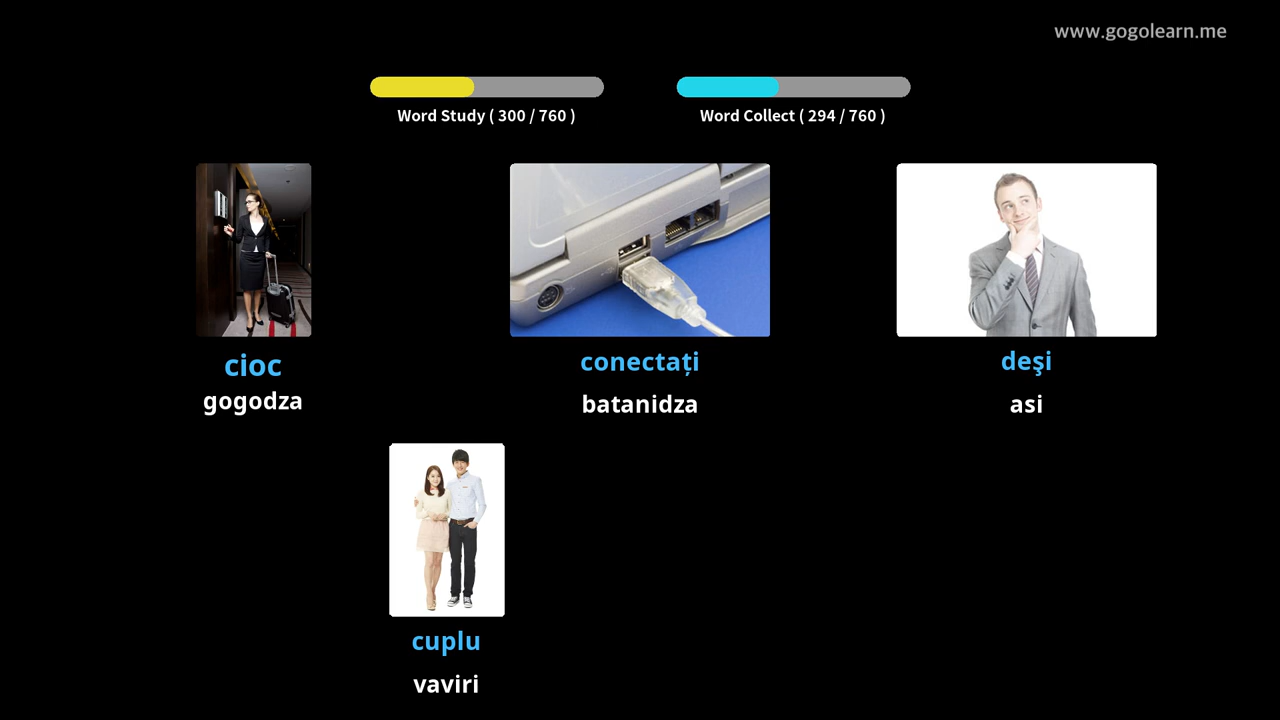 www.gogolearn.me
Word Study ( 300 / 760 )
Word Collect ( 294 / 760 )
cioc
gogodza
conectați
batanidza
deşi
asi
cuplu
vaviri